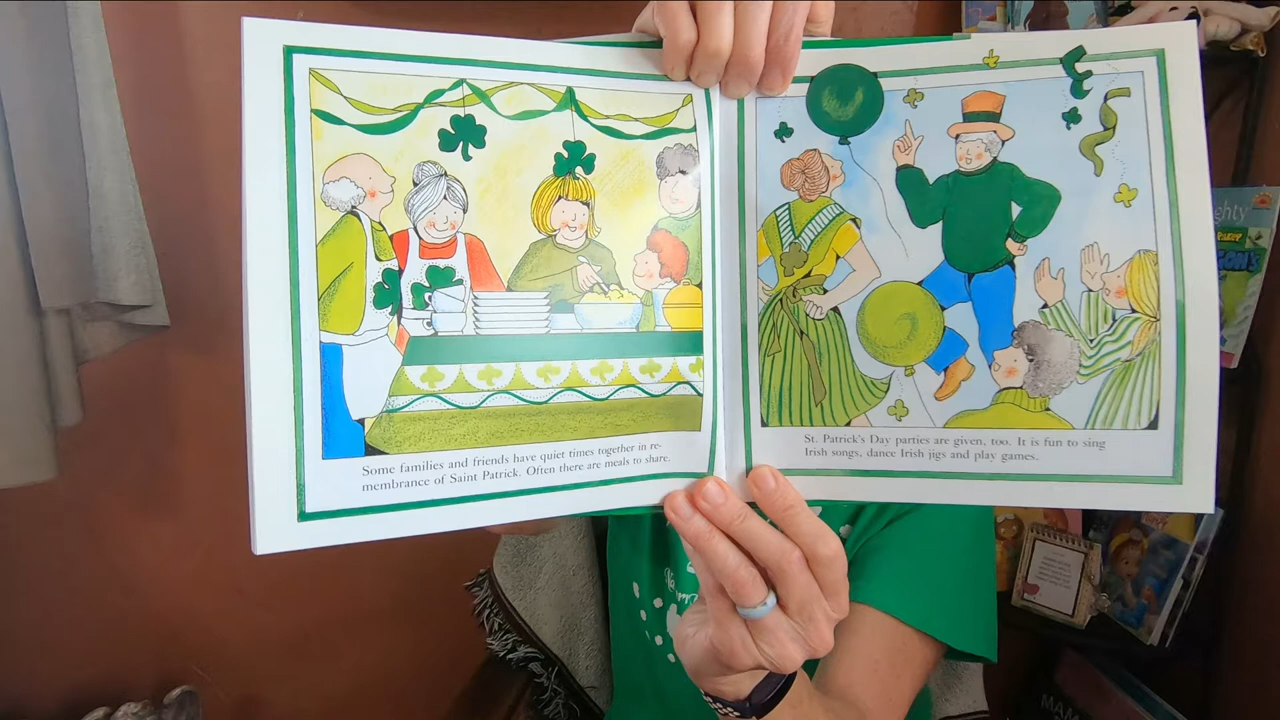 Some families and friends have quiet times together in re-
membrance of Saint Patrick. Often there are meals to share.
St. Patrick's Day parties are given, too. It is fun to sing
Irish songs, dance Irish jigs and play games.